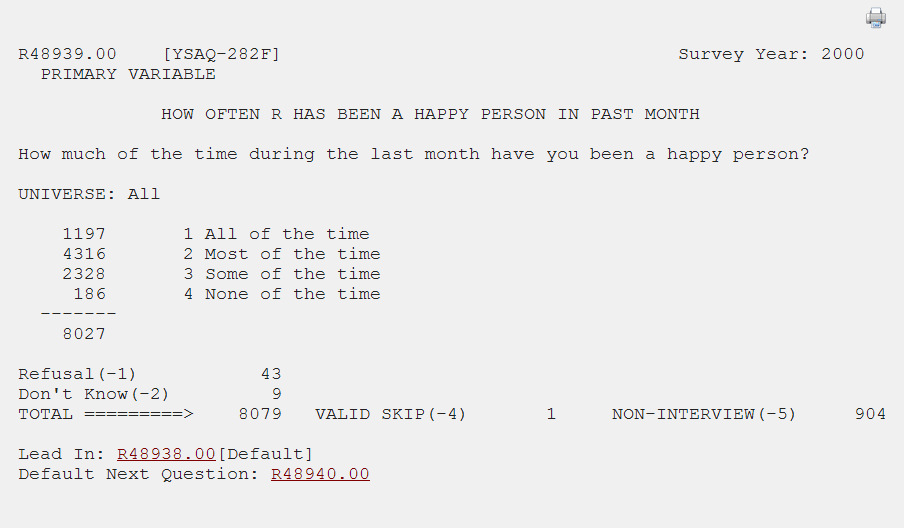 R48939.00    [YSAQ-282F]                                    Survey Year: 2000
  PRIMARY VARIABLE
             HOW OFTEN R HAS BEEN A HAPPY PERSON IN PAST MONTH
How much of the time during the last month have you been a happy person?
UNIVERSE: All
    1197       1 All of the time
    4316       2 Most of the time
    2328       3 Some of the time
     186       4 None of the time
  -------
    8027
Refusal(-1)           43
Don't Know(-2)         9
TOTAL =========>    8079   VALID SKIP(-4)       1     NON-INTERVIEW(-5)     904
Lead In: R48938.00[Default]
Default Next Question: R48940.00